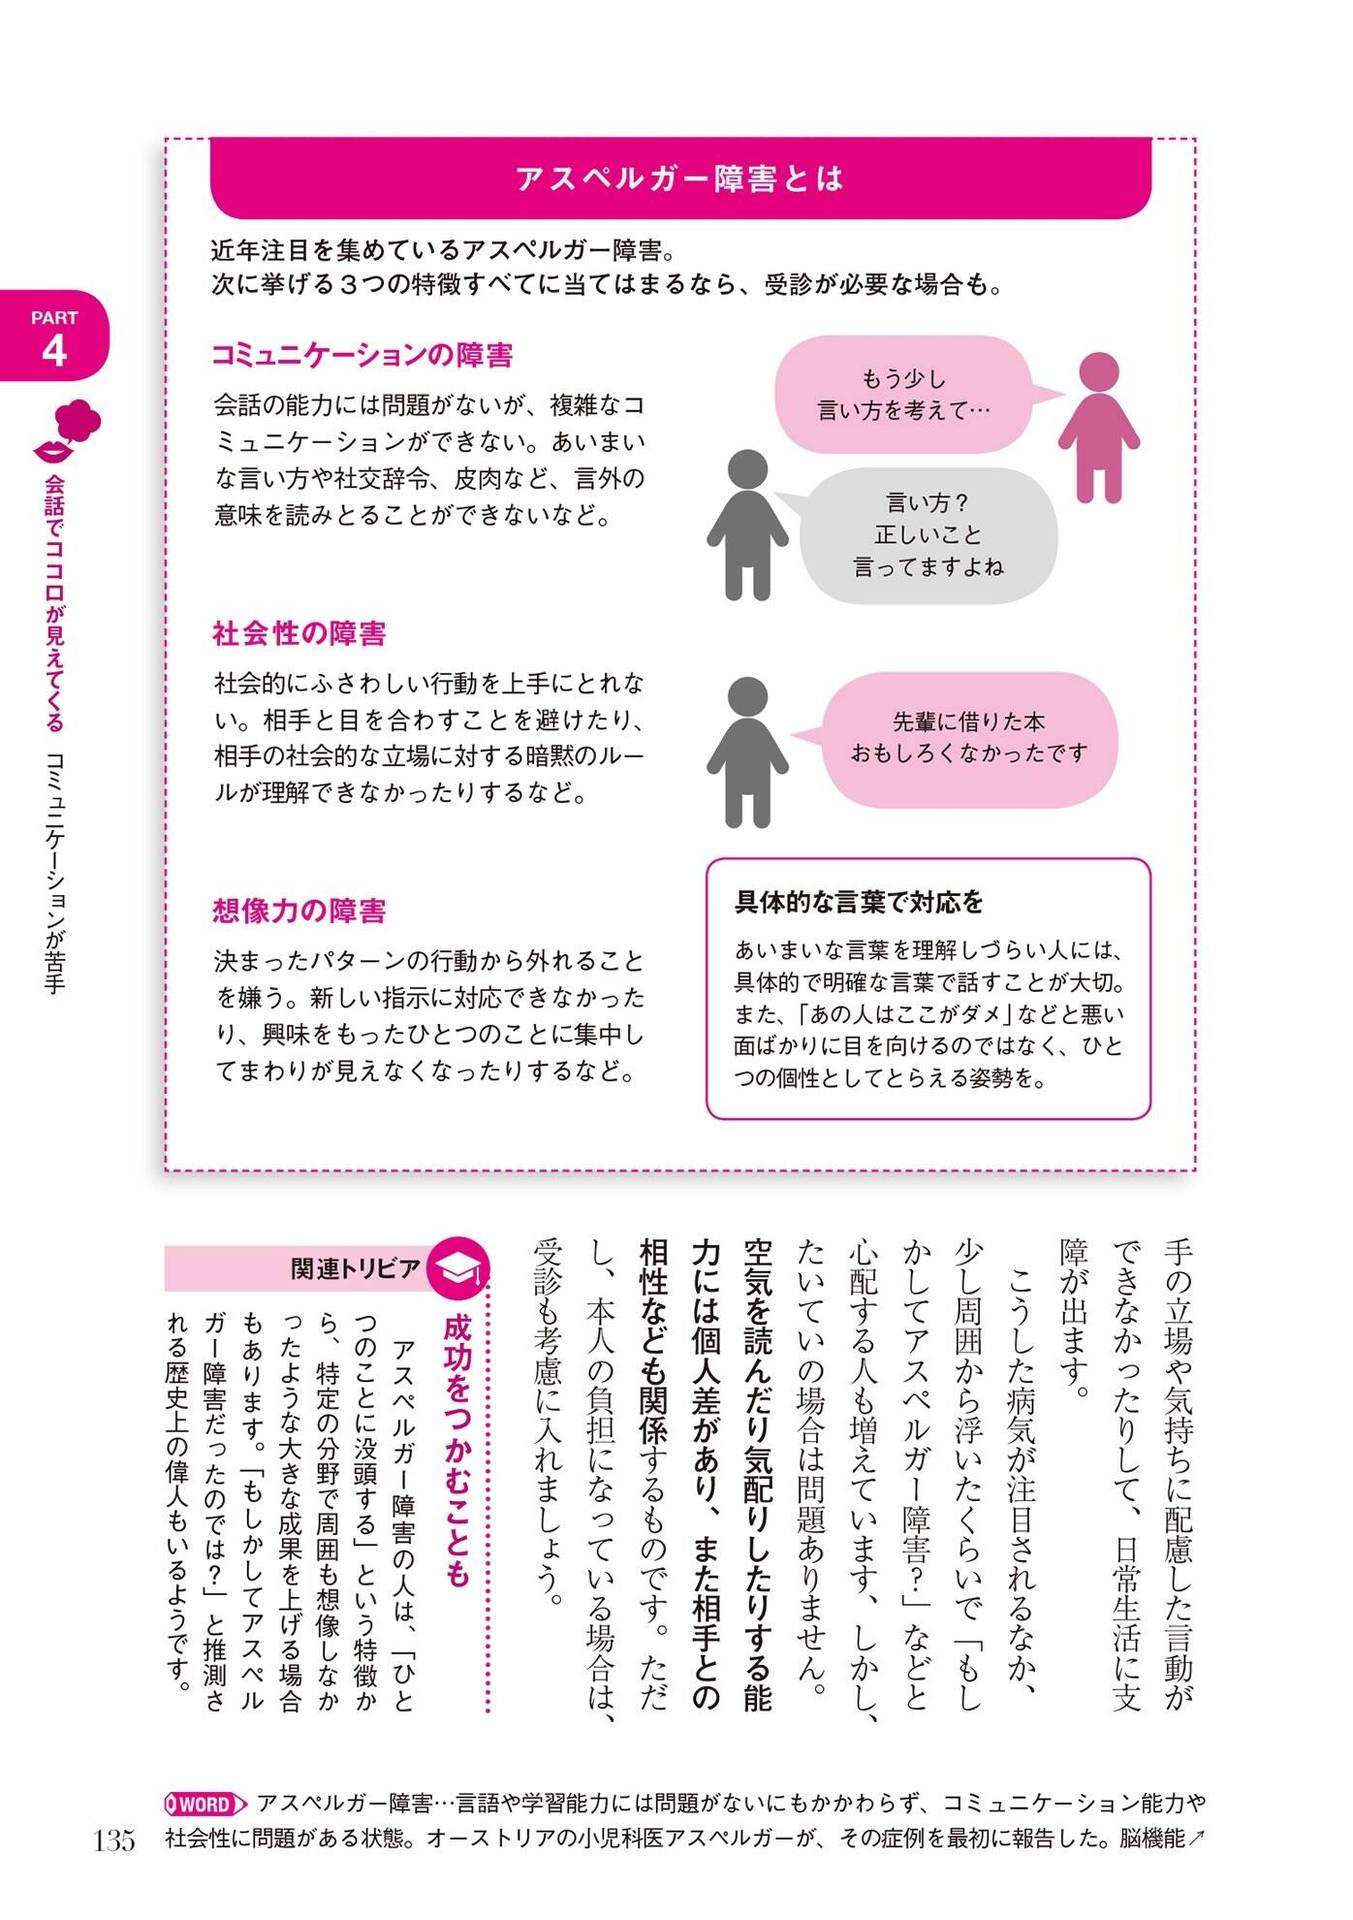 アスペルガー障害とは
近年注目を集めているアスペルガー障害。
次に挙げる３つの特徴すべてに当てはまるなら、受診が必要な場合も。
コミュニケーションの障害
会話の能力には問題がないが、複雑なコ
ミュニケーションができない。あいまい
な言い方や社交辞令、皮肉など、言外の
意味を読みとることができないなど。
もう少し
言い方を考えて…
言い方？
正しいこと
言ってますよね
社会性の障害
社会的にふさわしい行動を上手にとれな
い。相手と目を合わすことを避けたり、
相手の社会的な立場に対する暗黙のルー
ルが理解できなかったりするなど。
先輩に借りた本
おもしろくなかったです
想像力の障害
決まったパターンの行動から外れること
を嫌う。新しい指示に対応できなかった
り、興味をもったひとつのことに集中し
てまわりが見えなくなったりするなど。
具体的な言葉で対応を
あいまいな言葉を理解しづらい人には、
具体的で明確な言葉で話すことが大切。
また、「あの人はここがダメ」などと悪い
面ばかりに目を向けるのではなく、ひと
つの個性としてとらえる姿勢を。
PART
4
会話でココロが見えてくる コミュニケーションが苦手
手の立場や気持ちに配慮した言動が
できなかったりして、日常生活に支
障が出ます。
こうした病気が注目されるなか、
少し周囲から浮いたくらいで「もし
かしてアスペルガー障害？」などと
心配する人も増えています、しかし、
たいていの場合は問題ありません。
空気を読んだり気配りしたりする能
力には個人差があり、また相手との
相性なども関係するものです。ただ
し、本人の負担になっている場合は、
受診も考慮に入れましょう。
関連トリビア
成功をつかむことも
アスペルガー障害の人は、「ひと
つのことに没頭する」という特徴か
ら、特定の分野で周囲も想像しなか
ったような大きな成果を上げる場合
もあります。「もしかしてアスペル
ガー障害だったのでは？」と推測さ
れる歴史上の偉人もいるようです。
WORD アスペルガー障害…言語や学習能力には問題がないにもかかわらず、コミュニケーション能力や
社会性に問題がある状態。オーストリアの小児科医アスペルガーが、その症例を最初に報告した。脳機能↗
135